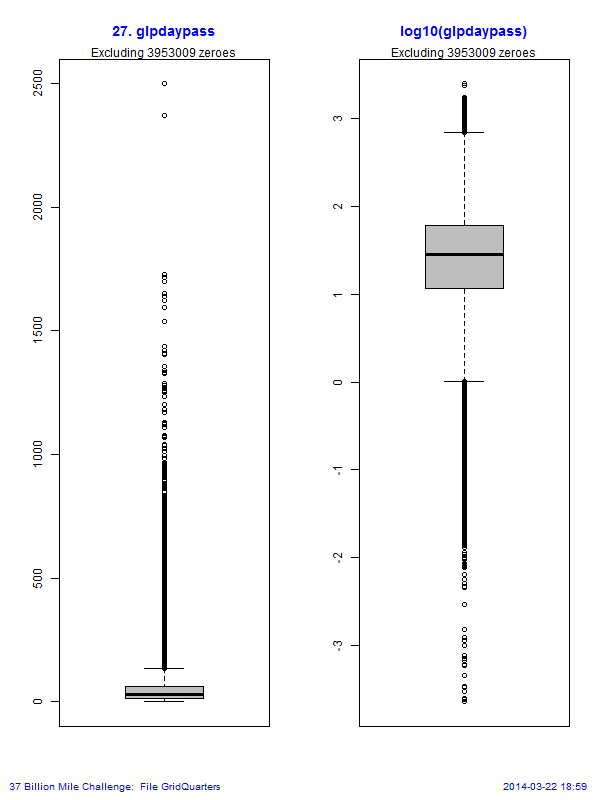 27. glpdaypass
Excluding 3953009 zeroes
2500
2000
1500
1000
500
0
log10(glpdaypass)
Excluding 3953009 zeroes
3
2
1
0
-1
-2
-3
37 Billion Mile Challenge: File GridQuarters
2014-03-22 18:59